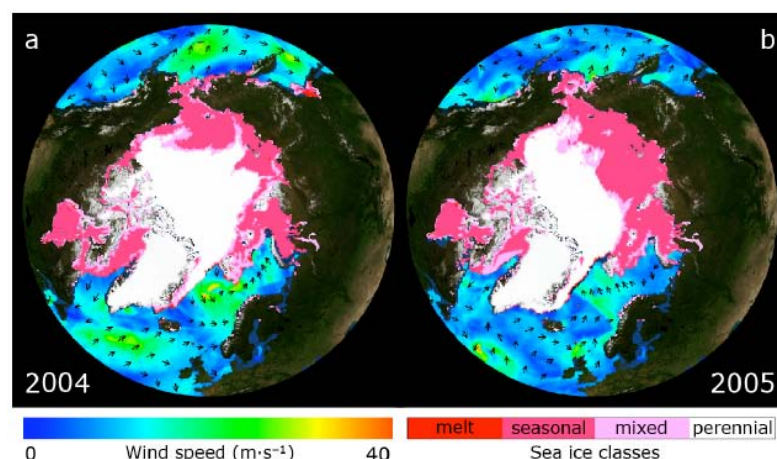 a
b
2004
2005
0 Wind speed (m·s⁻¹) 40
melt seasonal mixed perennial
Sea ice classes